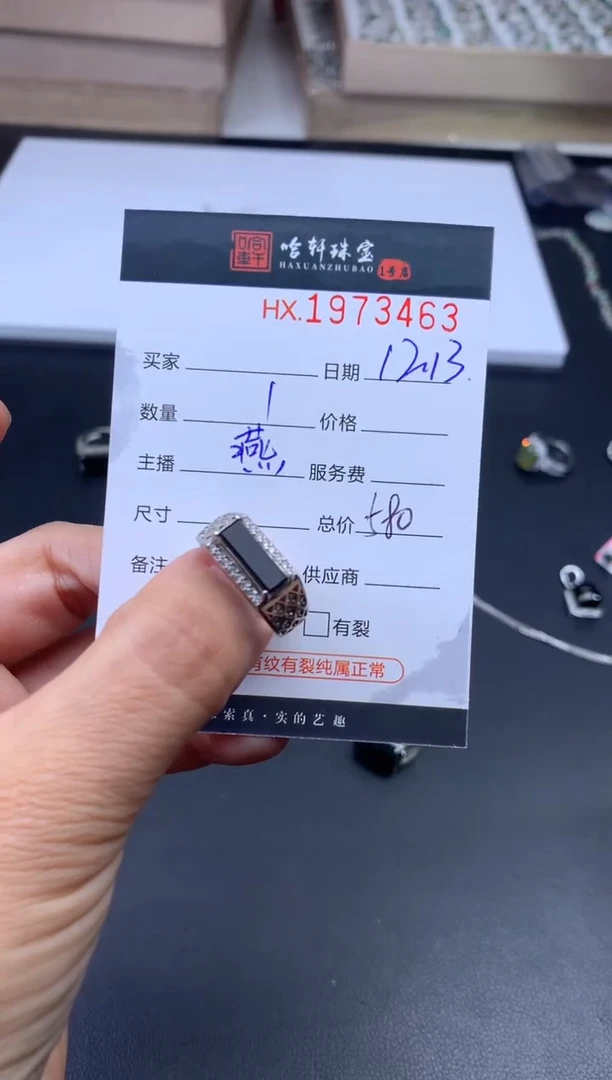 哈轩珠宝
HAXUANZHUBAO 1号店
HX.1973463
买家 日期 12.13.
数量 1 价格
主播 燕 服务费
尺寸 总价 580
备注 供应商
有裂
有纹有裂纯属正常
索真·实的艺趣